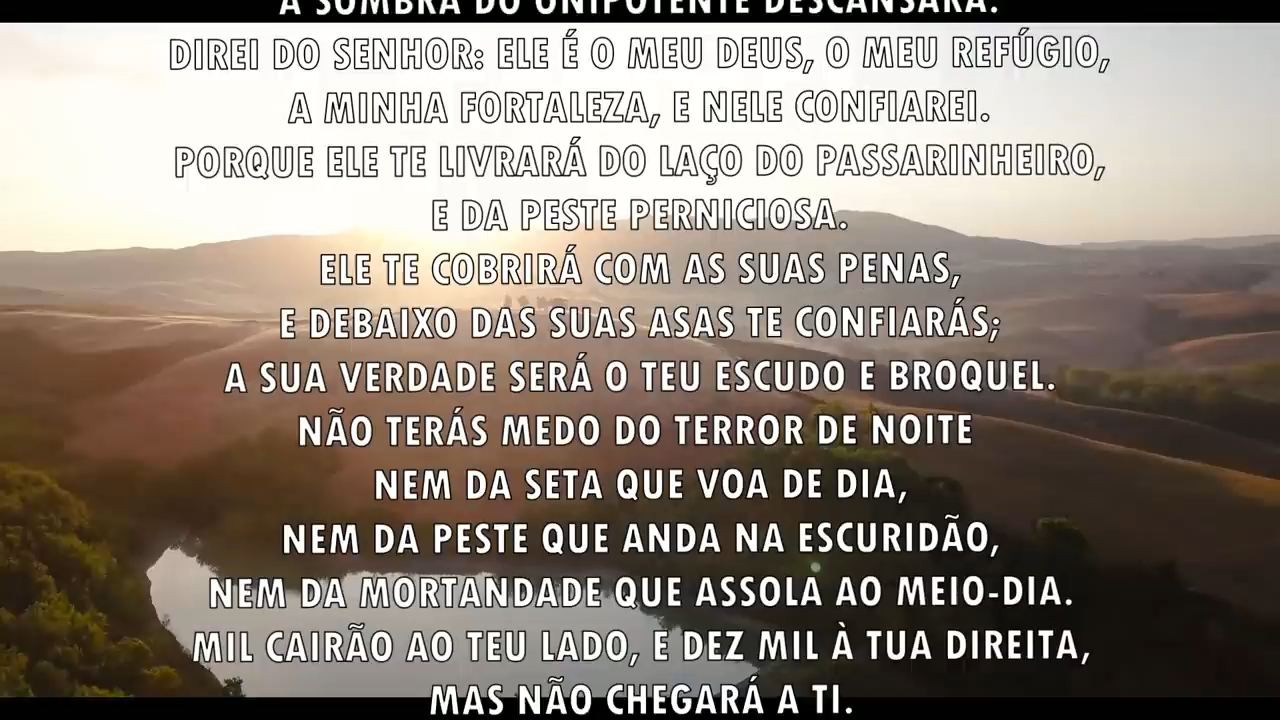 À SOMBRA DO ONIPOTENTE DESCANSARÁ.
DIREI DO SENHOR: ELE É O MEU DEUS, O MEU REFÚGIO,
A MINHA FORTALEZA, E NELE CONFIAREI.
PORQUE ELE TE LIVRARÁ DO LAÇO DO PASSARINHEIRO,
E DA PESTE PERNICIOSA.
ELE TE COBRIRÁ COM AS SUAS PENAS,
E DEBAIXO DAS SUAS ASAS TE CONFIARÁS;
A SUA VERDADE SERÁ O TEU ESCUDO E BROQUEL.
NÃO TERÁS MEDO DO TERROR DE NOITE
NEM DA SETA QUE VOA DE DIA,
NEM DA PESTE QUE ANDA NA ESCURIDÃO,
NEM DA MORTANDADE QUE ASSOLA AO MEIO-DIA.
MIL CAIRÃO AO TEU LADO, E DEZ MIL À TUA DIREITA,
MAS NÃO CHEGARÁ A TI.